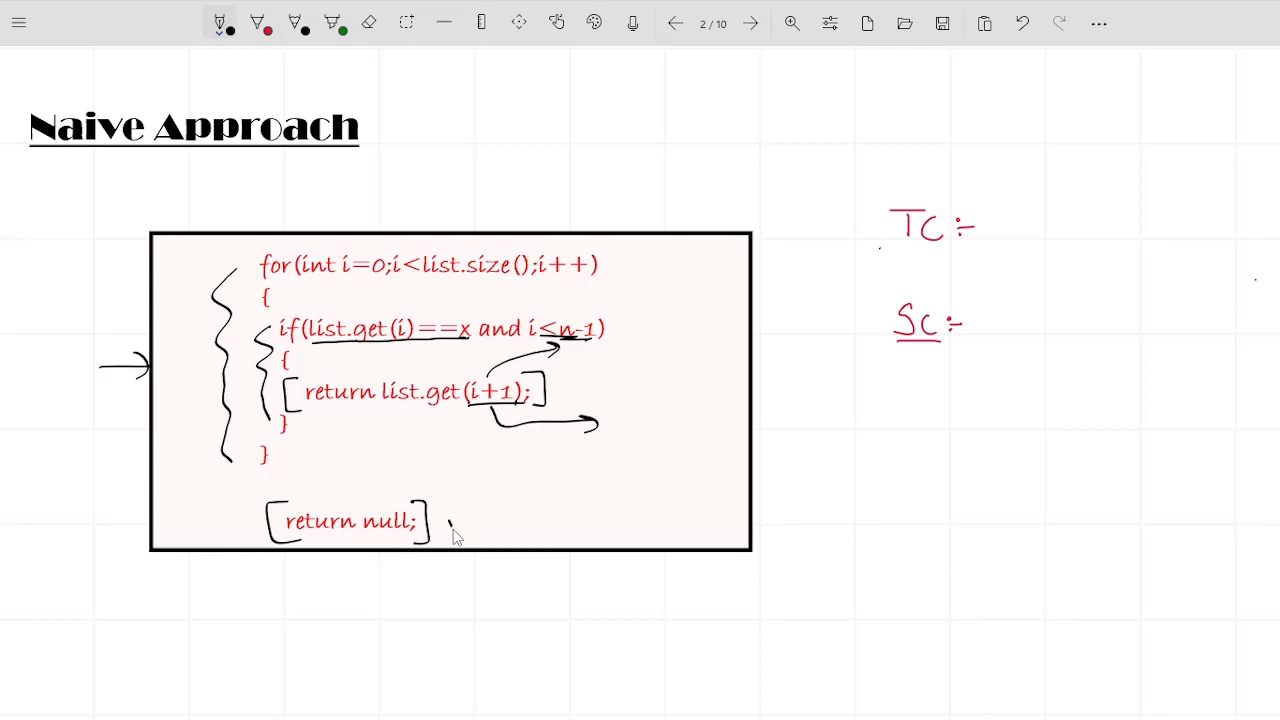 2 / 10
Naive Approach
for(int i=0;i<list.size();i++)
{
if(list.get(i)==x and i<n-1)
{
return list.get(i+1);
}
}
return null;
TC :-
SC :-